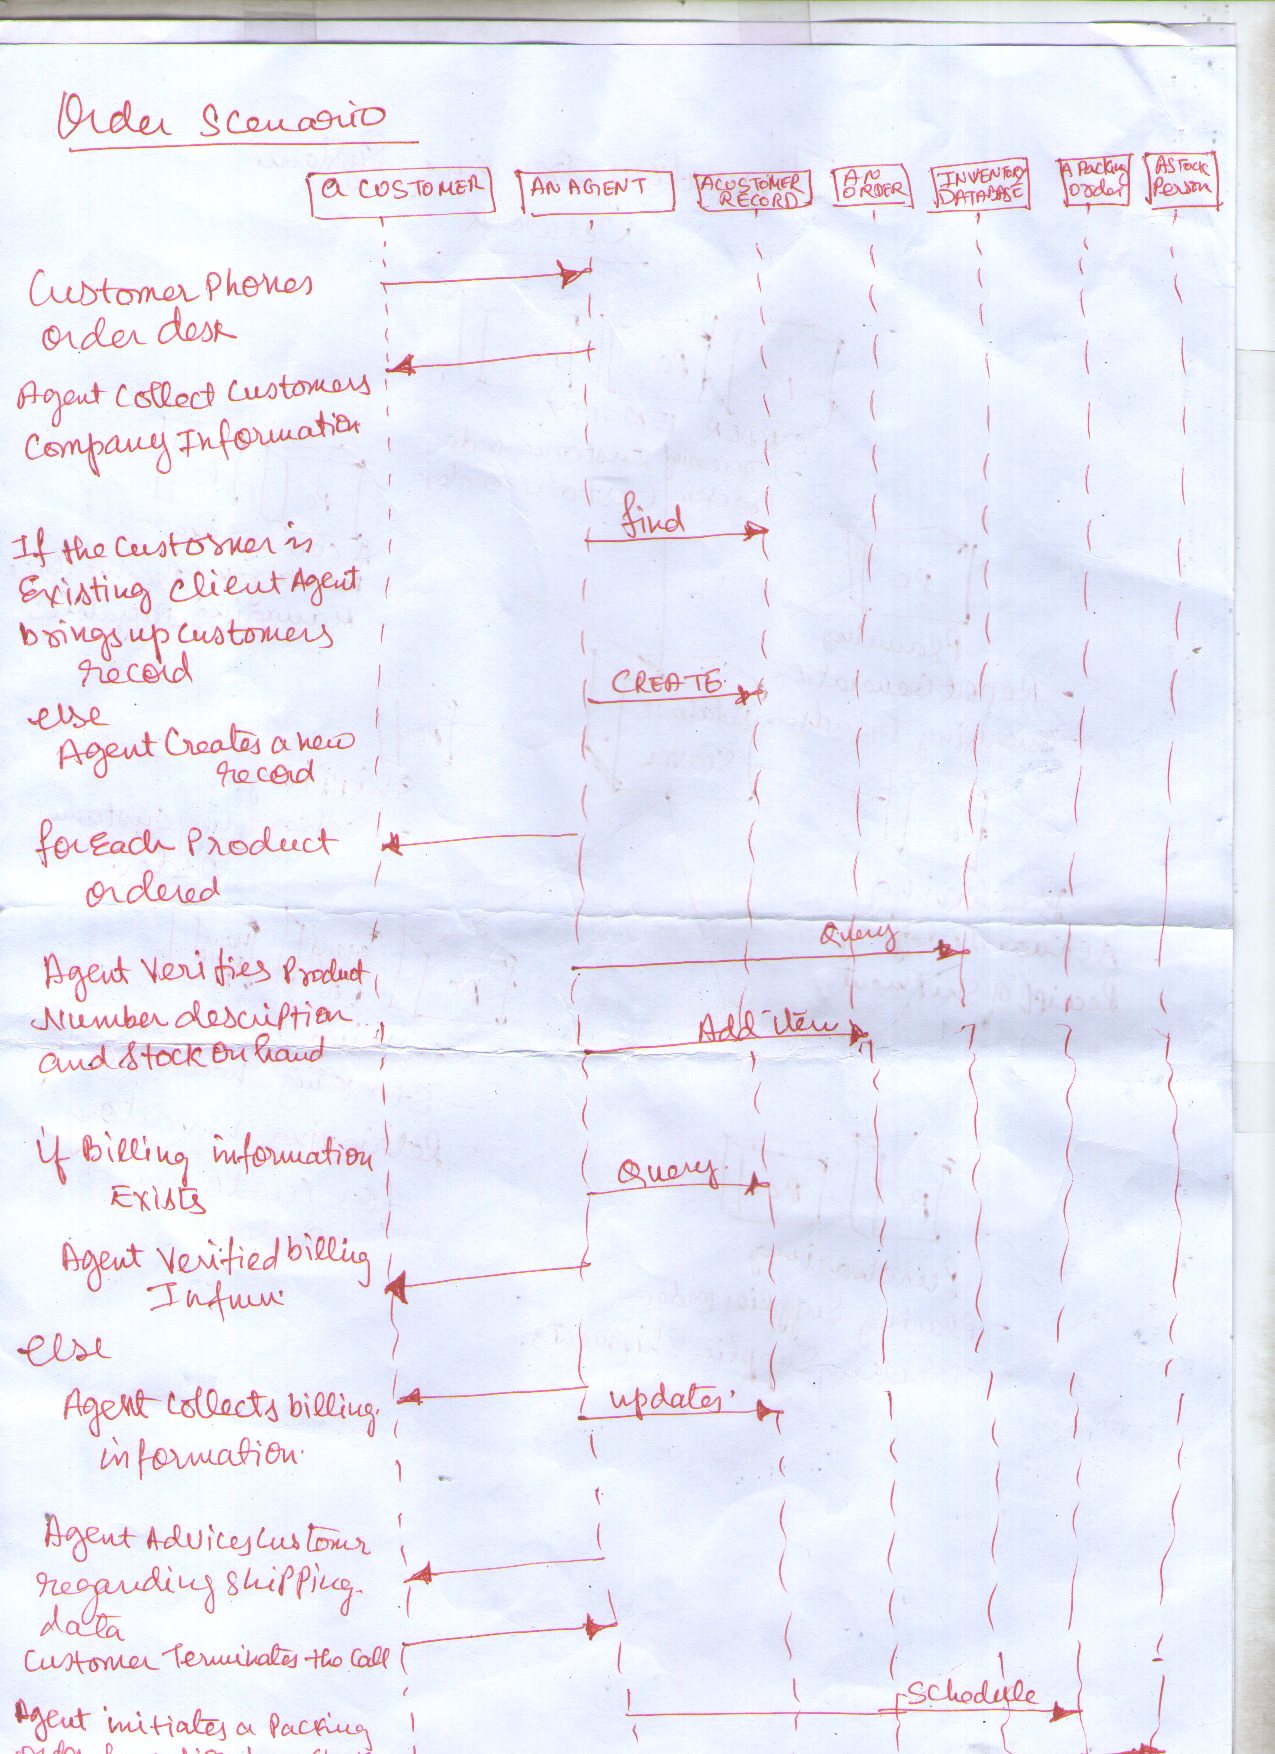 Order Scenario
a CUSTOMER
AN AGENT
A CUSTOMER
RECORD
AN
ORDER
INVENTORY
DATABASE
A Packing
Order
A Stock
Person
Customer Phones
order desk
Agent Collect Customers
Company Information
find
If the Customer is
Existing Client Agent
brings up customers
record
CREATE
else
Agent Creates a new
record
for Each Product
ordered
Query
Agent Verifies Product
Number description
and Stock On hand
Add item
if Billing information
Exists
Query
Agent Verified billing
else
Agent Collects billing
information
updates
Agent Advices Customr
regarding Shipping
data
Customer Terminates the Call
Schedule
Agent initiates a Packing